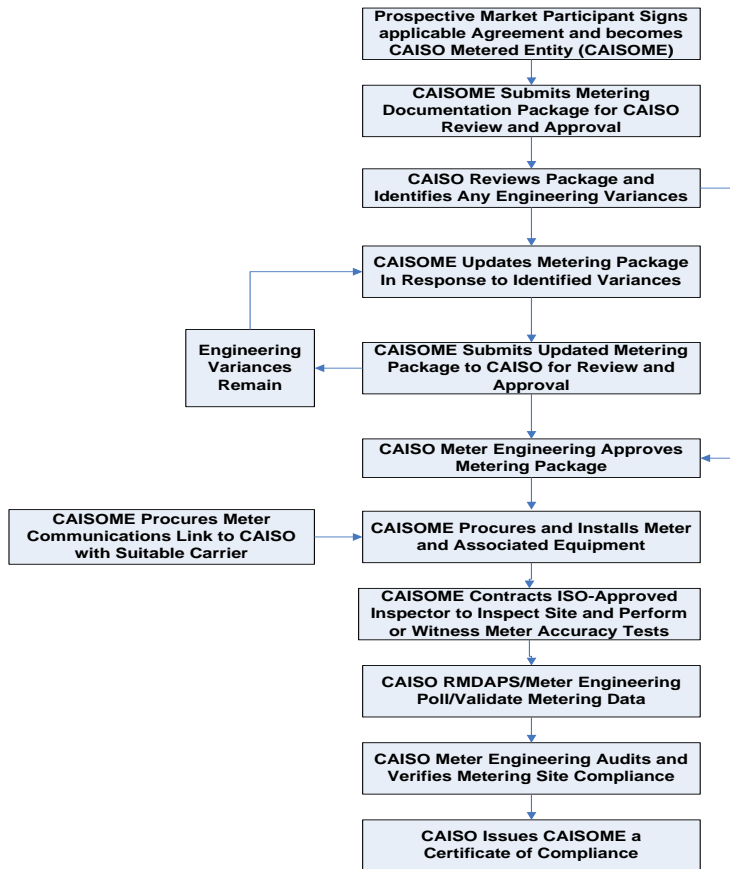 Prospective Market Participant Signs
applicable Agreement and becomes
CAISO Metered Entity (CAISOME)
CAISOME Submits Metering
Documentation Package for CAISO
Review and Approval
CAISO Reviews Package and
Identifies Any Engineering Variances
CAISOME Updates Metering Package
In Response to Identified Variances
Engineering
Variances
Remain
CAISOME Submits Updated Metering
Package to CAISO for Review and
Approval
CAISO Meter Engineering Approves
Metering Package
CAISOME Procures Meter
Communications Link to CAISO
with Suitable Carrier
CAISOME Procures and Installs Meter
and Associated Equipment
CAISOME Contracts ISO-Approved
Inspector to Inspect Site and Perform
or Witness Meter Accuracy Tests
CAISO RMDAPS/Meter Engineering
Poll/Validate Metering Data
CAISO Meter Engineering Audits and
Verifies Metering Site Compliance
CAISO Issues CAISOME a
Certificate of Compliance